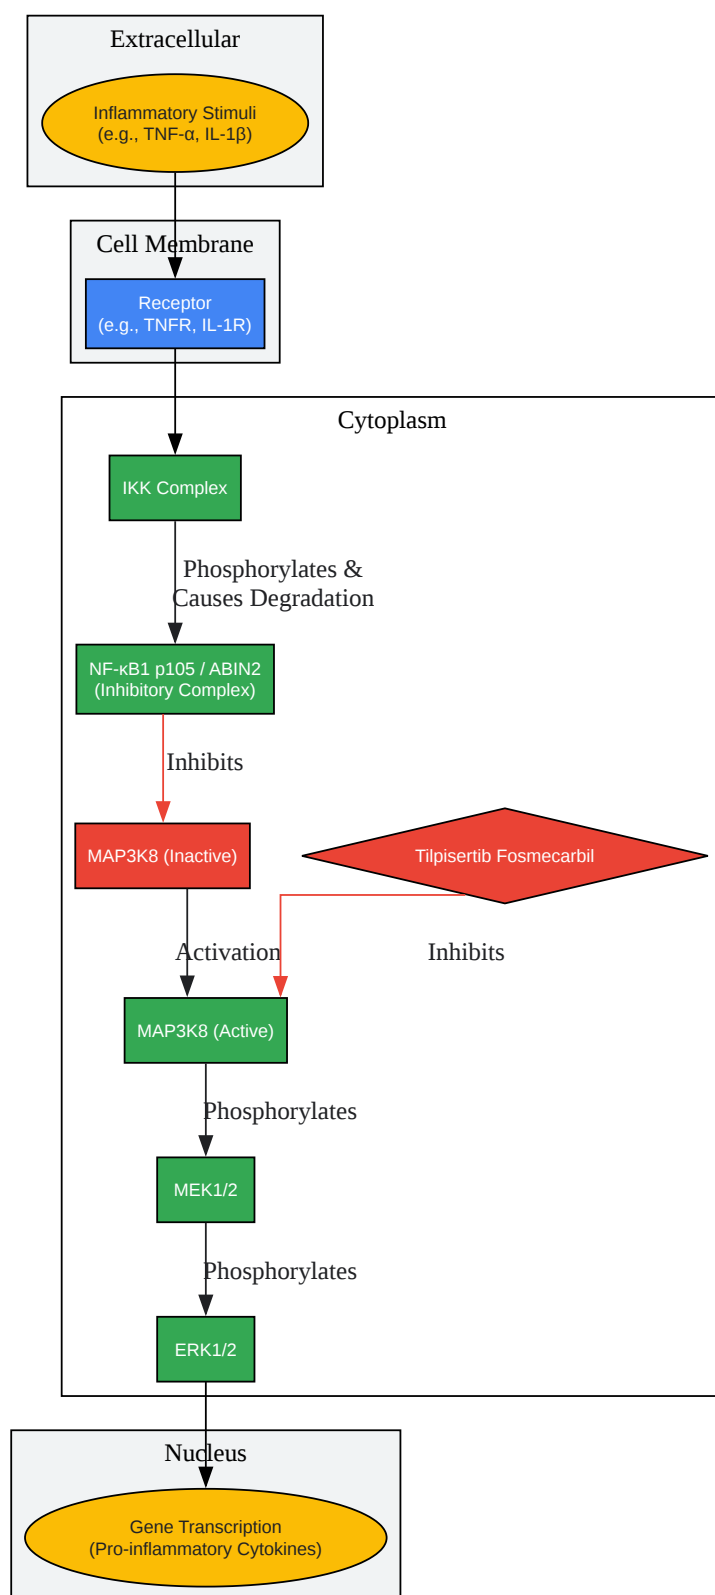 Extracellular
Inflammatory Stimuli
(e.g., TNF-α, IL-1β)
Cell Membrane
Receptor
(e.g., TNFR, IL-1R)
Cytoplasm
IKK Complex
Phosphorylates &
Causes Degradation
NF-κB1 p105 / ABIN2
(Inhibitory Complex)
Inhibits
MAP3K8 (Inactive)
Tilpisertib Fosmecarbil
Activation
Inhibits
MAP3K8 (Active)
Phosphorylates
MEK1/2
Phosphorylates
ERK1/2
Nucleus
Gene Transcription
(Pro-inflammatory Cytokines)